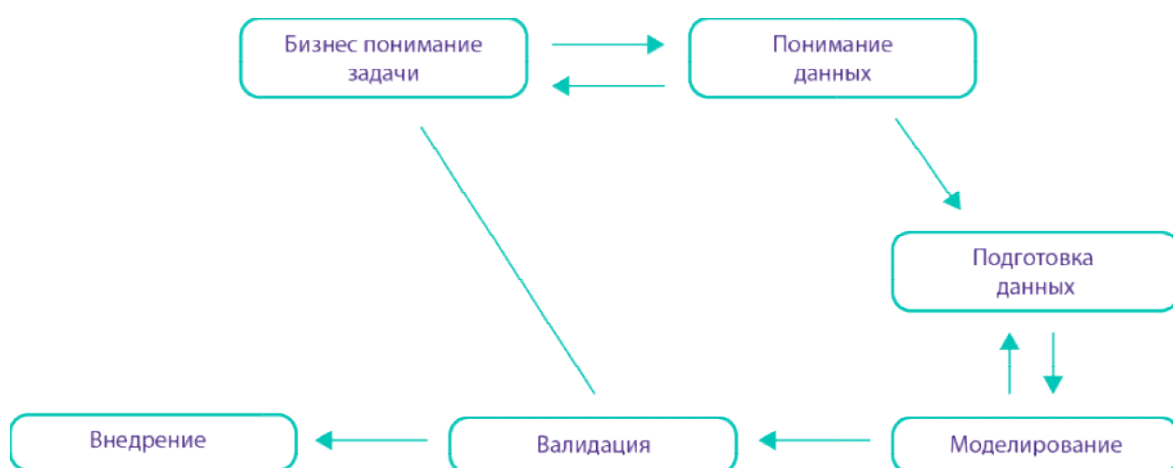 Бизнес понимание
задачи
Понимание
данных
Подготовка
данных
Внедрение
Валидация
Моделирование